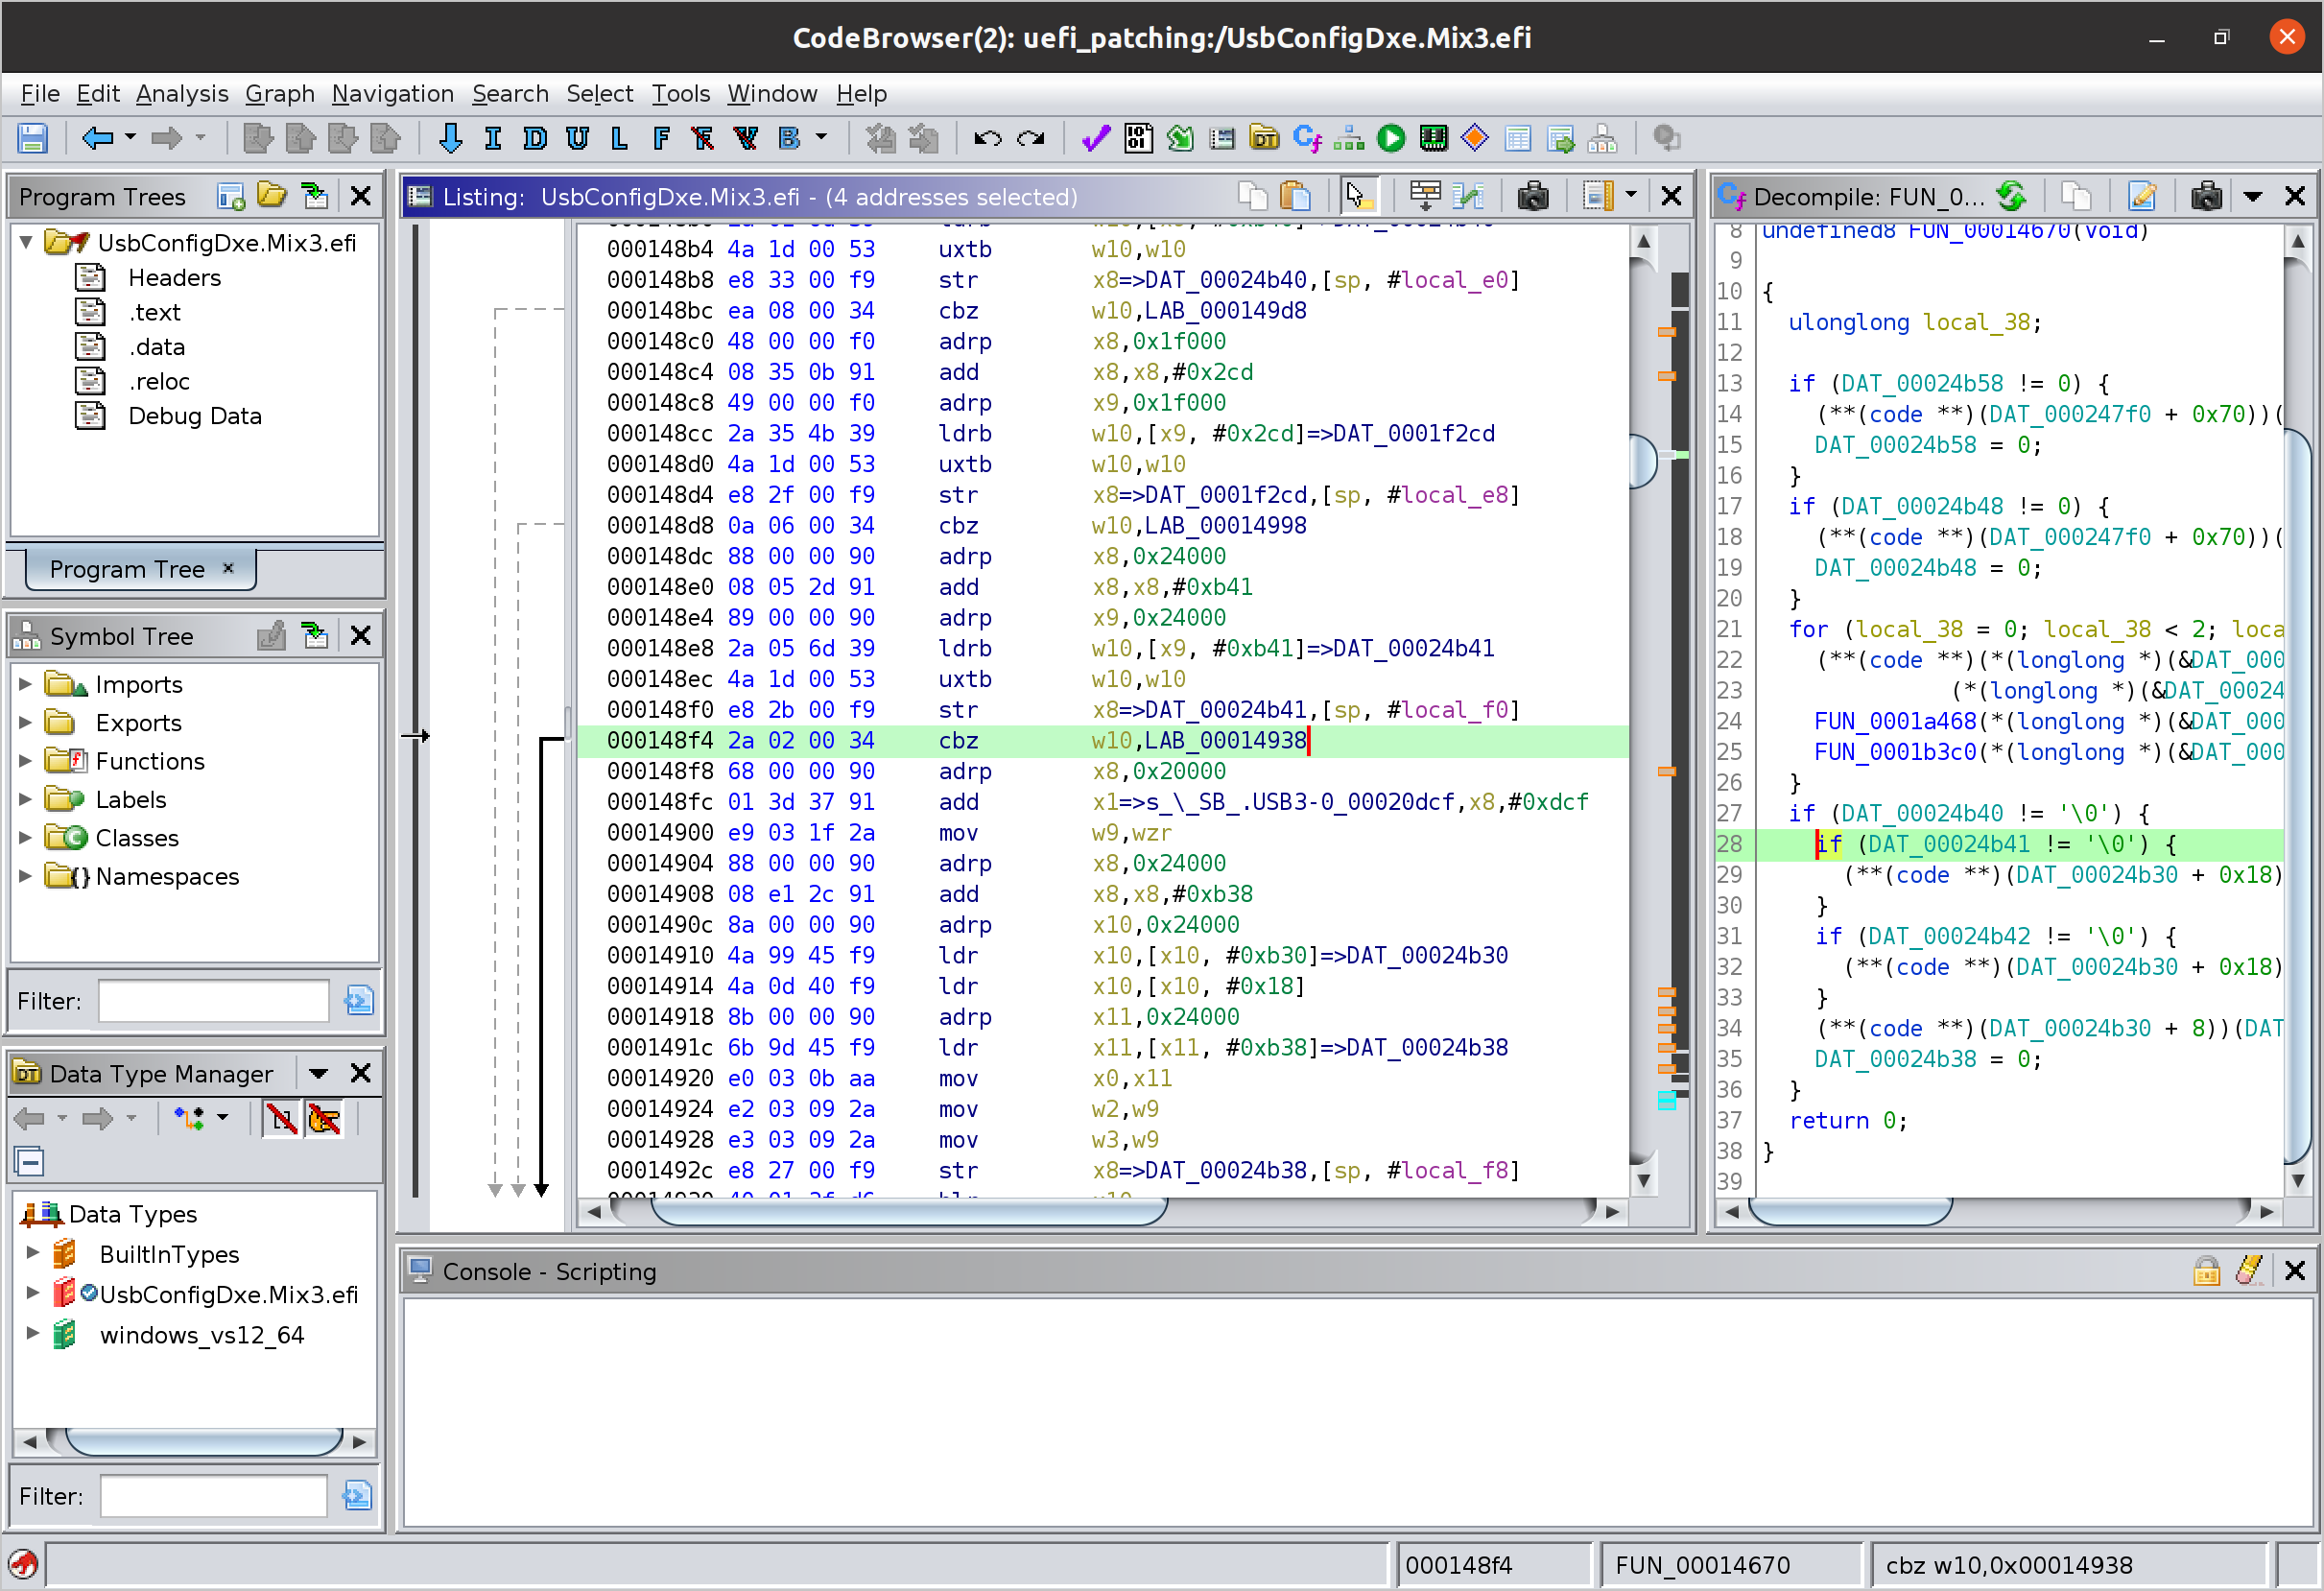 CodeBrowser(2): uefi_patching:/UsbConfigDxe.Mix3.efi
File Edit Analysis Graph Navigation Search Select Tools Window Help
I D U L F B
Program Trees
UsbConfigDxe.Mix3.efi
Headers
.text
.data
.reloc
Debug Data
Program Tree
Symbol Tree
Imports
Exports
Functions
Labels
Classes
Namespaces
Filter:
Data Type Manager
Data Types
BuiltInTypes
UsbConfigDxe.Mix3.efi
windows_vs12_64
Filter:
Listing: UsbConfigDxe.Mix3.efi - (4 addresses selected)
000148b4 4a 1d 00 53 uxtb w10,w10
000148b8 e8 33 00 f9 str x8=>DAT_00024b40,[sp, #local_e0]
000148bc ea 08 00 34 cbz w10,LAB_000149d8
000148c0 48 00 00 f0 adrp x8,0x1f000
000148c4 08 35 0b 91 add x8,x8,#0x2cd
000148c8 49 00 00 f0 adrp x9,0x1f000
000148cc 2a 35 4b 39 ldrb w10,[x9, #0x2cd]=>DAT_0001f2cd
000148d0 4a 1d 00 53 uxtb w10,w10
000148d4 e8 2f 00 f9 str x8=>DAT_0001f2cd,[sp, #local_e8]
000148d8 0a 06 00 34 cbz w10,LAB_00014998
000148dc 88 00 00 90 adrp x8,0x24000
000148e0 08 05 2d 91 add x8,x8,#0xb41
000148e4 89 00 00 90 adrp x9,0x24000
000148e8 2a 05 6d 39 ldrb w10,[x9, #0xb41]=>DAT_00024b41
000148ec 4a 1d 00 53 uxtb w10,w10
000148f0 e8 2b 00 f9 str x8=>DAT_00024b41,[sp, #local_f0]
000148f4 2a 02 00 34 cbz w10,LAB_00014938
000148f8 68 00 00 90 adrp x8,0x20000
000148fc 01 3d 37 91 add x1=>s_\_SB_.USB3-0_00020dcf,x8,#0xdcf
00014900 e9 03 1f 2a mov w9,wzr
00014904 88 00 00 90 adrp x8,0x24000
00014908 08 e1 2c 91 add x8,x8,#0xb38
0001490c 8a 00 00 90 adrp x10,0x24000
00014910 4a 99 45 f9 ldr x10,[x10, #0xb30]=>DAT_00024b30
00014914 4a 0d 40 f9 ldr x10,[x10, #0x18]
00014918 8b 00 00 90 adrp x11,0x24000
0001491c 6b 9d 45 f9 ldr x11,[x11, #0xb38]=>DAT_00024b38
00014920 e0 03 0b aa mov x0,x11
00014924 e2 03 09 2a mov w2,w9
00014928 e3 03 09 2a mov w3,w9
0001492c e8 27 00 f9 str x8=>DAT_00024b38,[sp, #local_f8]
Decompile: FUN_0...
8 undefined8 FUN_00014670(void)
9
10 {
11 ulonglong local_38;
12
13 if (DAT_00024b58 != 0) {
14 (**(code **)(DAT_000247f0 + 0x70))(
15 DAT_00024b58 = 0;
16 }
17 if (DAT_00024b48 != 0) {
18 (**(code **)(DAT_000247f0 + 0x70))(
19 DAT_00024b48 = 0;
20 }
21 for (local_38 = 0; local_38 < 2; loca
22 (**(code **)(*(longlong *)(&DAT_000
23 (*(longlong *)(&DAT_00024
24 FUN_0001a468(*(longlong *)(&DAT_000
25 FUN_0001b3c0(*(longlong *)(&DAT_000
26 }
27 if (DAT_00024b40 != '\0') {
28 if (DAT_00024b41 != '\0') {
29 (**(code **)(DAT_00024b30 + 0x18)
30 }
31 if (DAT_00024b42 != '\0') {
32 (**(code **)(DAT_00024b30 + 0x18)
33 }
34 (**(code **)(DAT_00024b30 + 8))(DAT
35 DAT_00024b38 = 0;
36 }
37 return 0;
38 }
39
Console - Scripting
000148f4
FUN_00014670
cbz w10,0x00014938